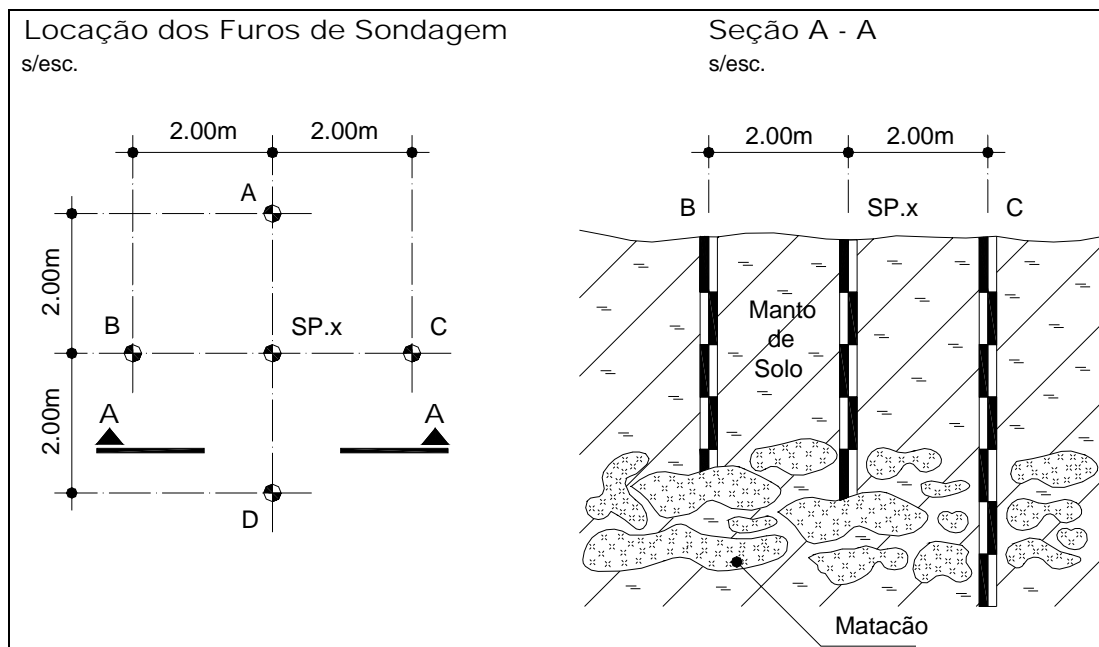 Locação dos Furos de Sondagem
s/esc.
2.00m
2.00m
A
2.00m
B
SP.x
C
2.00m
A
A
D
Seção A - A
s/esc.
2.00m
2.00m
B
SP.x
C
Manto
de
Solo
Matacão